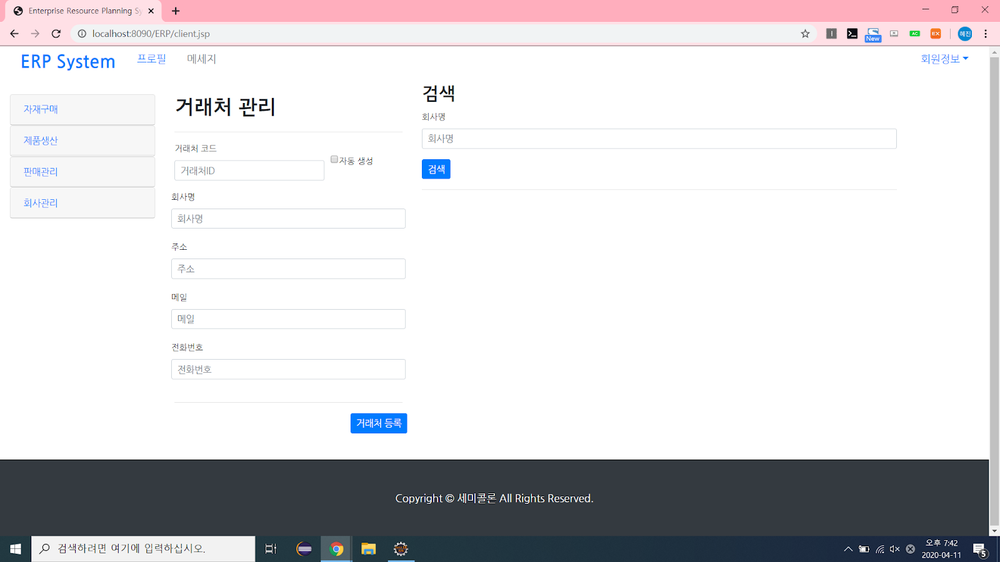 Enterprise Resource Planning Sy
localhost:8090/ERP/client.jsp
New
AC
EX
혜진
ERP System
프로필
메세지
회원정보
자재구매
제품생산
판매관리
회사관리
거래처 관리
거래처 코드
거래처ID
자동 생성
회사명
회사명
주소
주소
메일
메일
전화번호
전화번호
거래처 등록
검색
회사명
회사명
검색
Copyright © 세미콜론 All Rights Reserved.
검색하려면 여기에 입력하십시오.
오후 7:42
2020-04-11
5